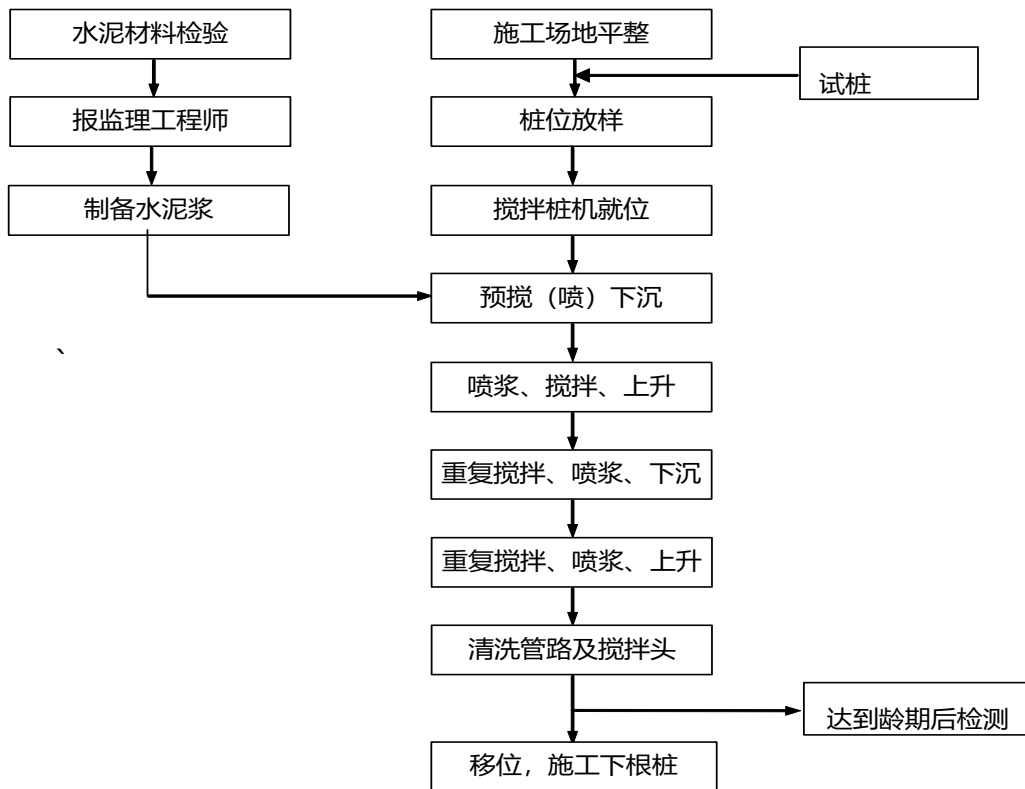 水泥材料检验
施工场地平整
试桩
报监理工程师
桩位放样
制备水泥浆
搅拌桩机就位
预搅（喷）下沉
、
喷浆、搅拌、上升
重复搅拌、喷浆、下沉
重复搅拌、喷浆、上升
清洗管路及搅拌头
达到龄期后检测
移位，施工下根桩